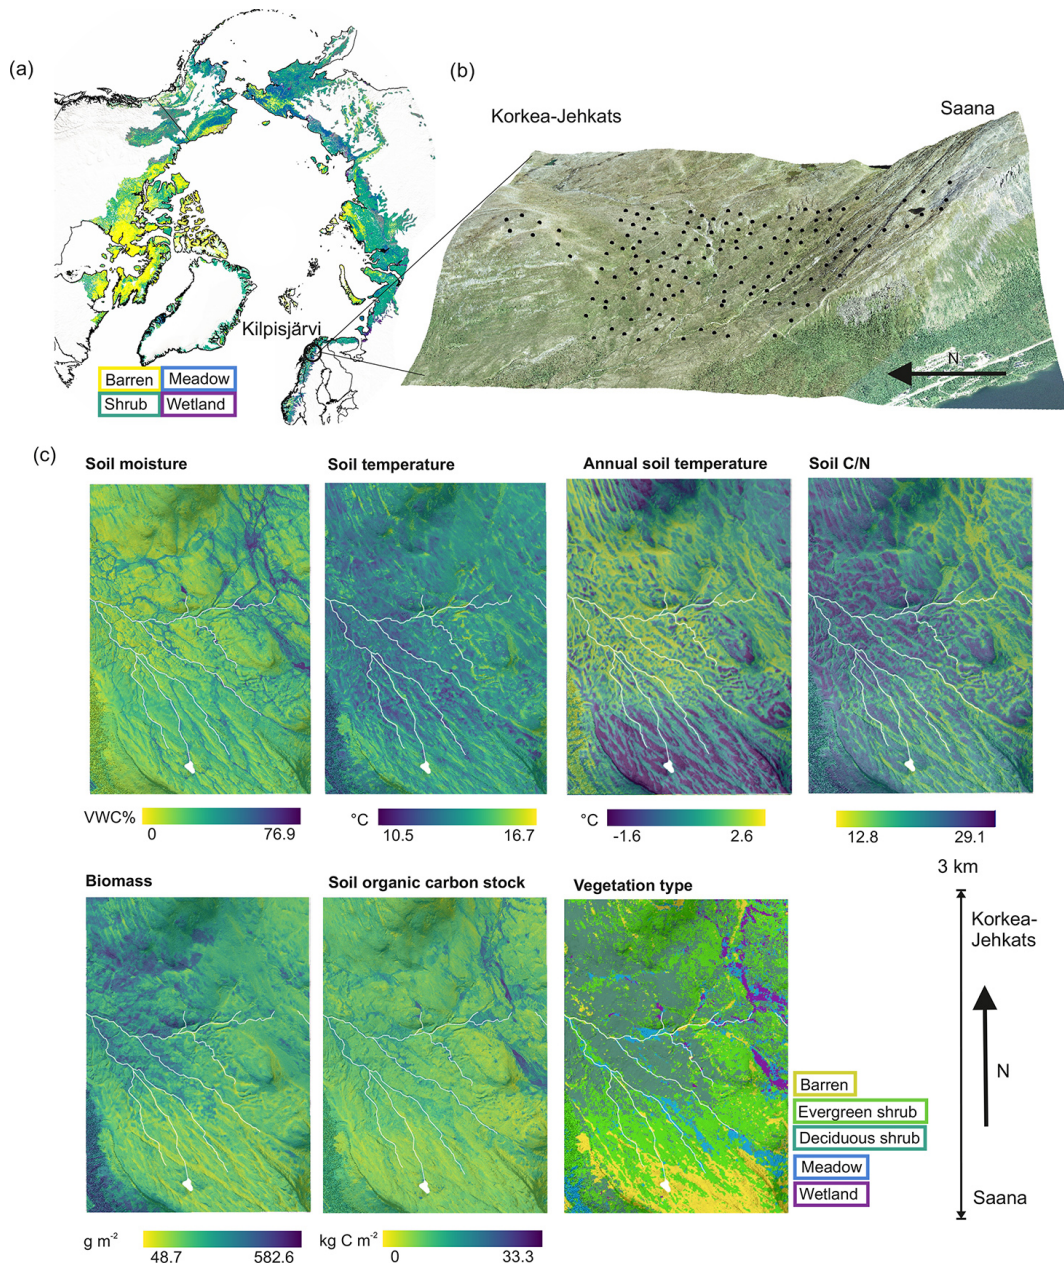 (a)
(b)
Korkea-Jehkats
Saana
Kilpisjärvi
N
Barren
Meadow
Shrub
Wetland
(c)
Soil moisture
Soil temperature
Annual soil temperature
Soil C/N
VWC%
0
76.9
°C
10.5
16.7
°C
-1.6
2.6
12.8
29.1
3 km
Biomass
Soil organic carbon stock
Vegetation type
Korkea-
Jehkats
N
Barren
Evergreen shrub
Deciduous shrub
Meadow
Wetland
Saana
g m⁻²
48.7
582.6
kg C m⁻²
0
33.3